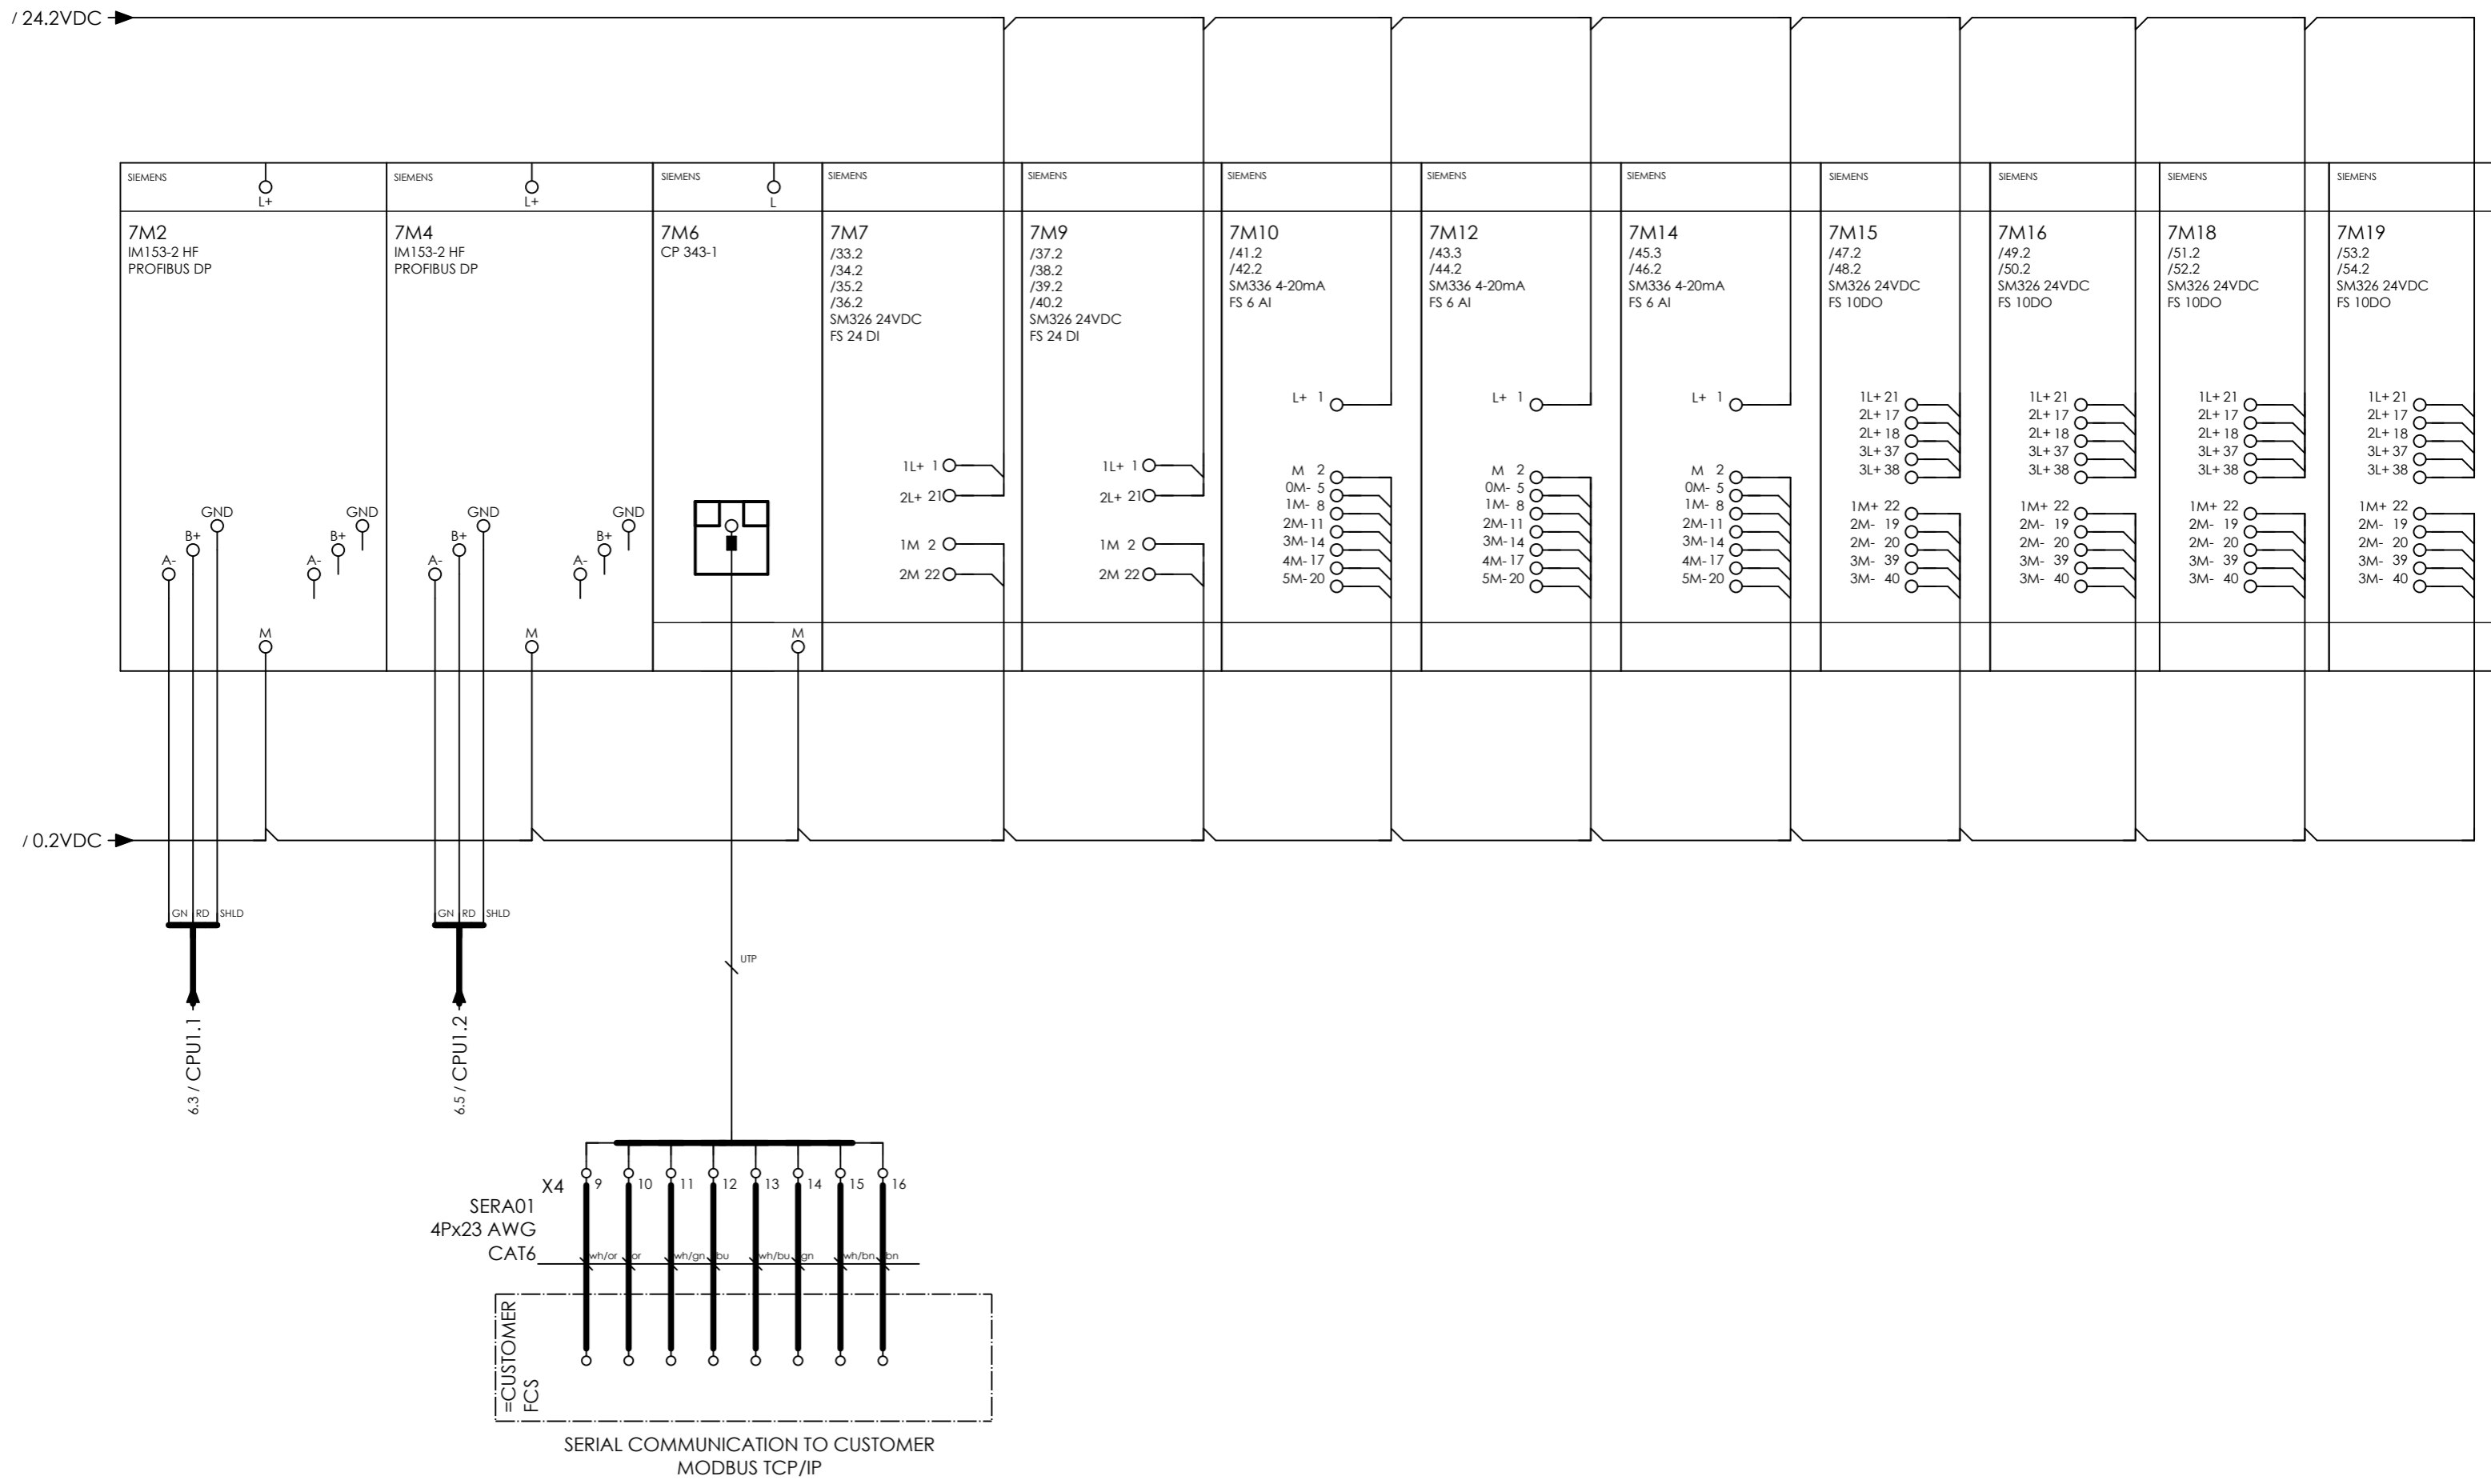 / 24.2VDC
SIEMENS
L+
7M2
IM153-2 HF
PROFIBUS DP
A-
B+
GND
A-
B+
GND
M
SIEMENS
L+
7M4
IM153-2 HF
PROFIBUS DP
A-
B+
GND
A-
B+
GND
M
SIEMENS
L
7M6
CP 343-1
M
SIEMENS
7M7
/33.2
/34.2
/35.2
/36.2
SM326 24VDC
FS 24 DI
1L+ 1
2L+ 21
1M 2
2M 22
SIEMENS
7M9
/37.2
/38.2
/39.2
/40.2
SM326 24VDC
FS 24 DI
1L+ 1
2L+ 21
1M 2
2M 22
SIEMENS
7M10
/41.2
/42.2
SM336 4-20mA
FS 6 AI
L+ 1
M 2
0M- 5
1M- 8
2M-11
3M-14
4M-17
5M-20
SIEMENS
7M12
/43.3
/44.2
SM336 4-20mA
FS 6 AI
L+ 1
M 2
0M- 5
1M- 8
2M-11
3M-14
4M-17
5M-20
SIEMENS
7M14
/45.3
/46.2
SM336 4-20mA
FS 6 AI
L+ 1
M 2
0M- 5
1M- 8
2M-11
3M-14
4M-17
5M-20
SIEMENS
7M15
/47.2
/48.2
SM326 24VDC
FS 10DO
1L+ 21
2L+ 17
2L+ 18
3L+ 37
3L+ 38
1M+ 22
2M- 19
2M- 20
3M- 39
3M- 40
SIEMENS
7M16
/49.2
/50.2
SM326 24VDC
FS 10DO
1L+ 21
2L+ 17
2L+ 18
3L+ 37
3L+ 38
1M+ 22
2M- 19
2M- 20
3M- 39
3M- 40
SIEMENS
7M18
/51.2
/52.2
SM326 24VDC
FS 10DO
1L+ 21
2L+ 17
2L+ 18
3L+ 37
3L+ 38
1M+ 22
2M- 19
2M- 20
3M- 39
3M- 40
SIEMENS
7M19
/53.2
/54.2
SM326 24VDC
FS 10DO
1L+ 21
2L+ 17
2L+ 18
3L+ 37
3L+ 38
1M+ 22
2M- 19
2M- 20
3M- 39
3M- 40
/ 0.2VDC
GN RD SHLD
6.3 / CPU1.1
GN RD SHLD
6.5 / CPU1.2
UTP
X4 9 10 11 12 13 14 15 16
SERA01
4Px23 AWG
CAT6
wh/or or wh/gn bu wh/bu gn wh/bn bn
=CUSTOMER
FCS
SERIAL COMMUNICATION TO CUSTOMER
MODBUS TCP/IP